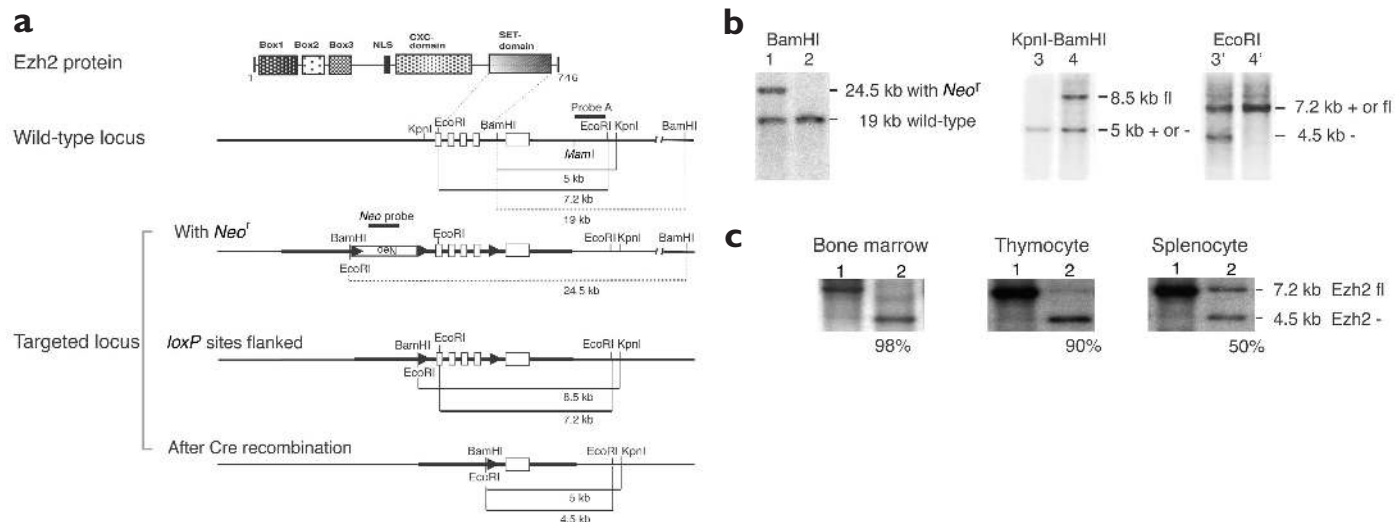 a
Box1 Box2 Box3 NLS CXC-domain SET-domain
Ezh2 protein
1 746
Probe A
KpnI EcoRI BamHI EcoRI KpnI BamHI
Wild-type locus
MamI
5 kb
7.2 kb
19 kb
Neo probe
With Neoʳ
BamHI EcoRI EcoRI KpnI BamHI
Neo
EcoRI
24.5 kb
Targeted locus
loxP sites flanked
BamHI EcoRI EcoRI KpnI
EcoRI
8.5 kb
7.2 kb
After Cre recombination
BamHI EcoRI KpnI
EcoRI
5 kb
4.5 kb
b
BamHI
1 2
24.5 kb with Neoʳ
19 kb wild-type
KpnI-BamHI
3 4
8.5 kb fl
5 kb + or -
EcoRI
3' 4'
7.2 kb + or fl
4.5 kb -
c
Bone marrow Thymocyte Splenocyte
1 2 1 2 1 2
7.2 kb Ezh2 fl
4.5 kb Ezh2 -
98% 90% 50%